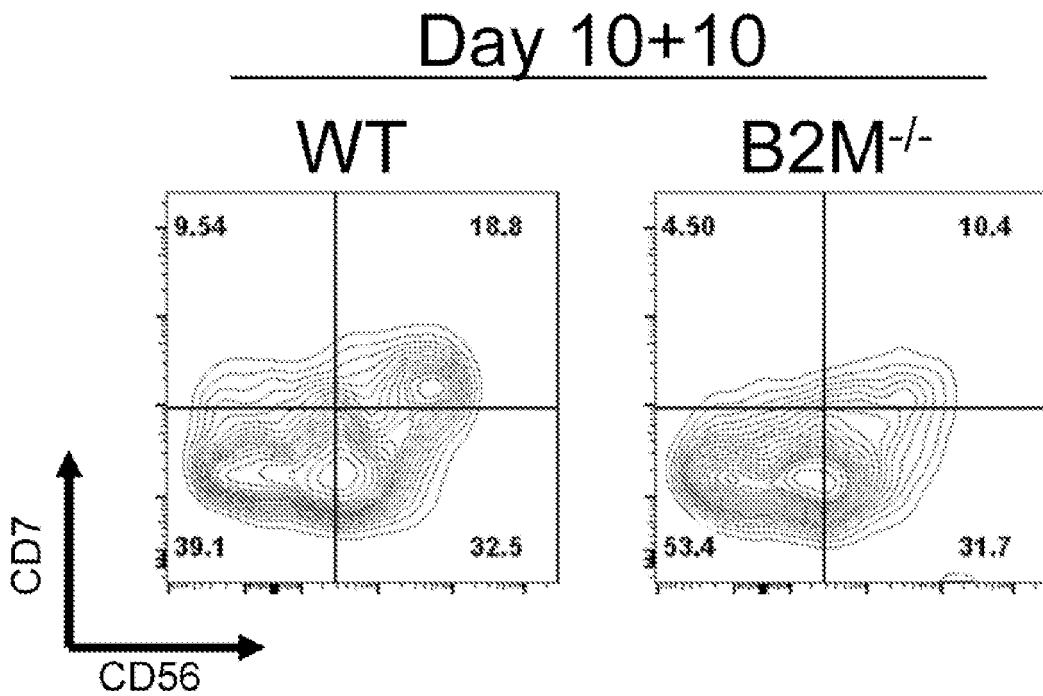 Day 10+10
WT
B2M-/-
9.54 18.8
4.50 10.4
39.1 32.5
53.4 31.7
CD7
CD56